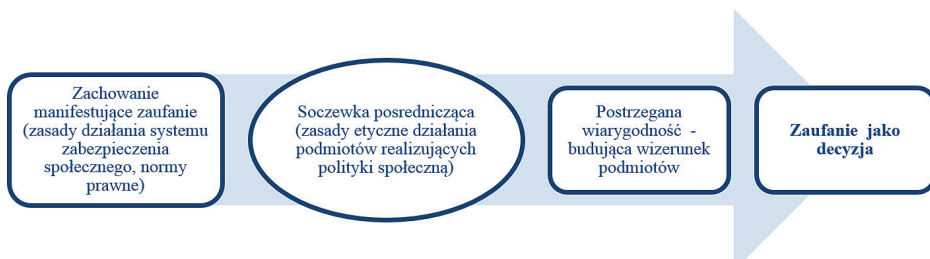 Zachowanie
manifestujące zaufanie
(zasady działania systemu
zabezpieczenia
społecznego, normy
prawne)
Soczewka posrednicząca
(zasady etyczne działania
podmiotów realizujących
polityki społeczną)
Postrzegana
wiarygodność -
budująca wizerunek
podmiotów
Zaufanie jako
decyzja